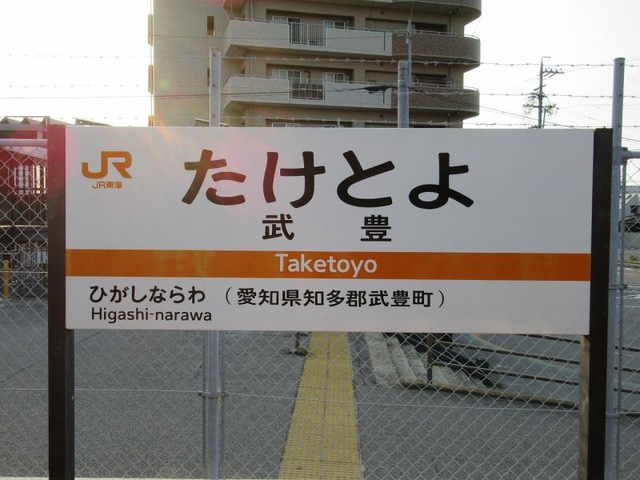 JR
JR東海
たけとよ
武豊
Taketoyo
ひがしならわ (愛知県知多郡武豊町)
Higashi-narawa